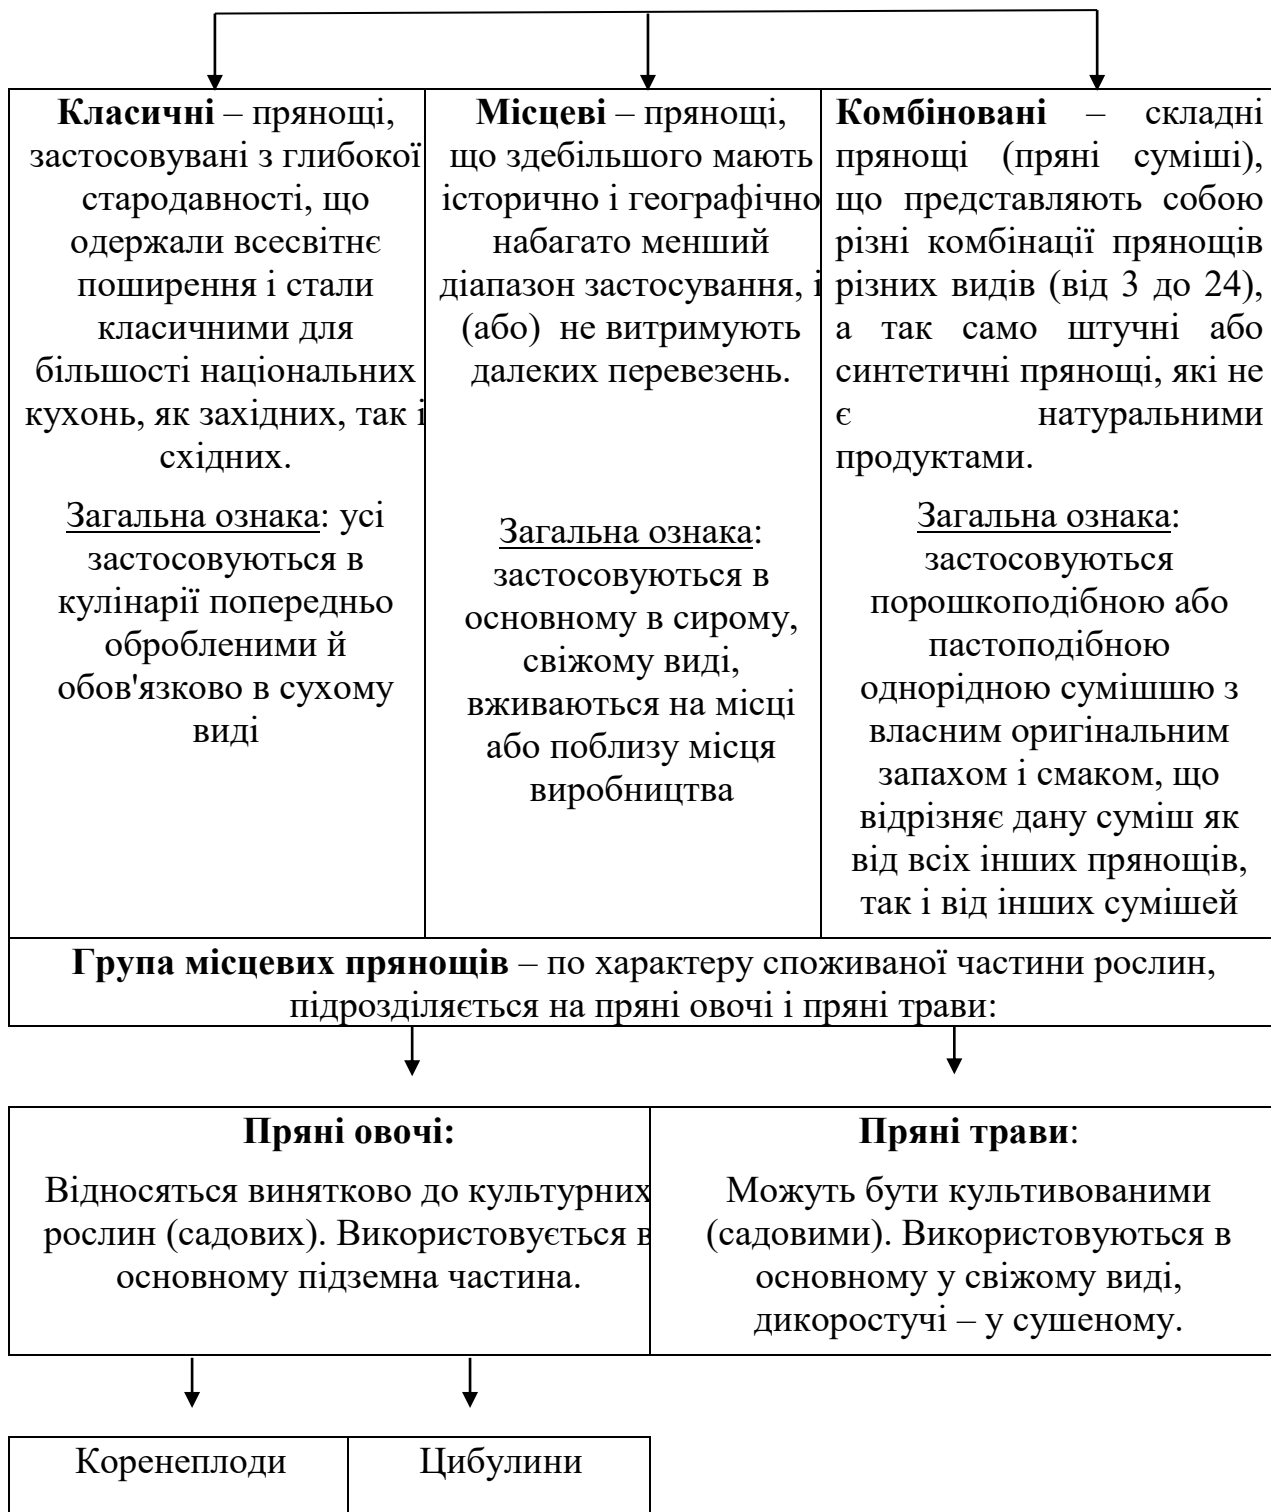 Класичні – прянощі,
застосовувані з глибокої
стародавності, що
одержали всесвітнє
поширення і стали
класичними для
більшості національних
кухонь, як західних, так і
східних.
Загальна ознака: усі
застосовуються в
кулінарії попередньо
обробленими й
обов'язково в сухому
виді
Місцеві – прянощі,
що здебільшого мають
історично і географічно
набагато менший
діапазон застосування, і
(або) не витримують
далеких перевезень.
Загальна ознака:
застосовуються в
основному в сирому,
свіжому виді,
вживаються на місці
або поблизу місця
виробництва
Комбіновані – складні
прянощі (пряні суміші),
що представляють собою
різні комбінації прянощів
різних видів (від 3 до 24),
а так само штучні або
синтетичні прянощі, які не
є натуральними
продуктами.
Загальна ознака:
застосовуються
порошкоподібною або
пастоподібною
однорідною сумішшю з
власним оригінальним
запахом і смаком, що
відрізняє дану суміш як
від всіх інших прянощів,
так і від інших сумішей
Група місцевих прянощів – по характеру споживаної частини рослин,
підрозділяється на пряні овочі і пряні трави:
Пряні овочі:
Відносяться винятково до культурних
рослин (садових). Використовується в
основному підземна частина.
Пряні трави:
Можуть бути культивованими
(садовими). Використовуються в
основному у свіжому виді,
дикоростучі – у сушеному.
Коренеплоди
Цибулини